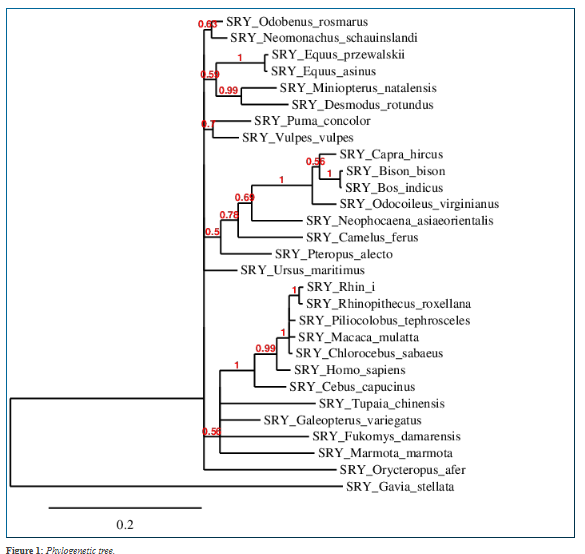 SRY_Odobenus_rosmarus
0.63
SRY_Neomonachus_schauinslandi
SRY_Equus_przewalskii
1
SRY_Equus_asinus
0.59
SRY_Miniopterus_natalensis
0.99
SRY_Desmodus_rotundus
SRY_Puma_concolor
0.7
SRY_Vulpes_vulpes
SRY_Capra_hircus
0.56
SRY_Bison_bison
1
1
SRY_Bos_indicus
0.69
SRY_Odocoileus_virginianus
0.78
SRY_Neophocaena_asiaeorientalis
0.5
SRY_Camelus_ferus
SRY_Pteropus_alecto
SRY_Ursus_maritimus
SRY_Rhin_i
1
SRY_Rhinopithecus_roxellana
SRY_Piliocolobus_tephrosceles
1
SRY_Macaca_mulatta
0.99
SRY_Chlorocebus_sabaeus
1
SRY_Homo_sapiens
SRY_Cebus_capucinus
SRY_Tupaia_chinensis
SRY_Galeopterus_variegatus
0.56
SRY_Fukomys_damarensis
SRY_Marmota_marmota
SRY_Orycteropus_afer
SRY_Gavia_stellata
0.2
Figure 1: Phylogenetic tree.